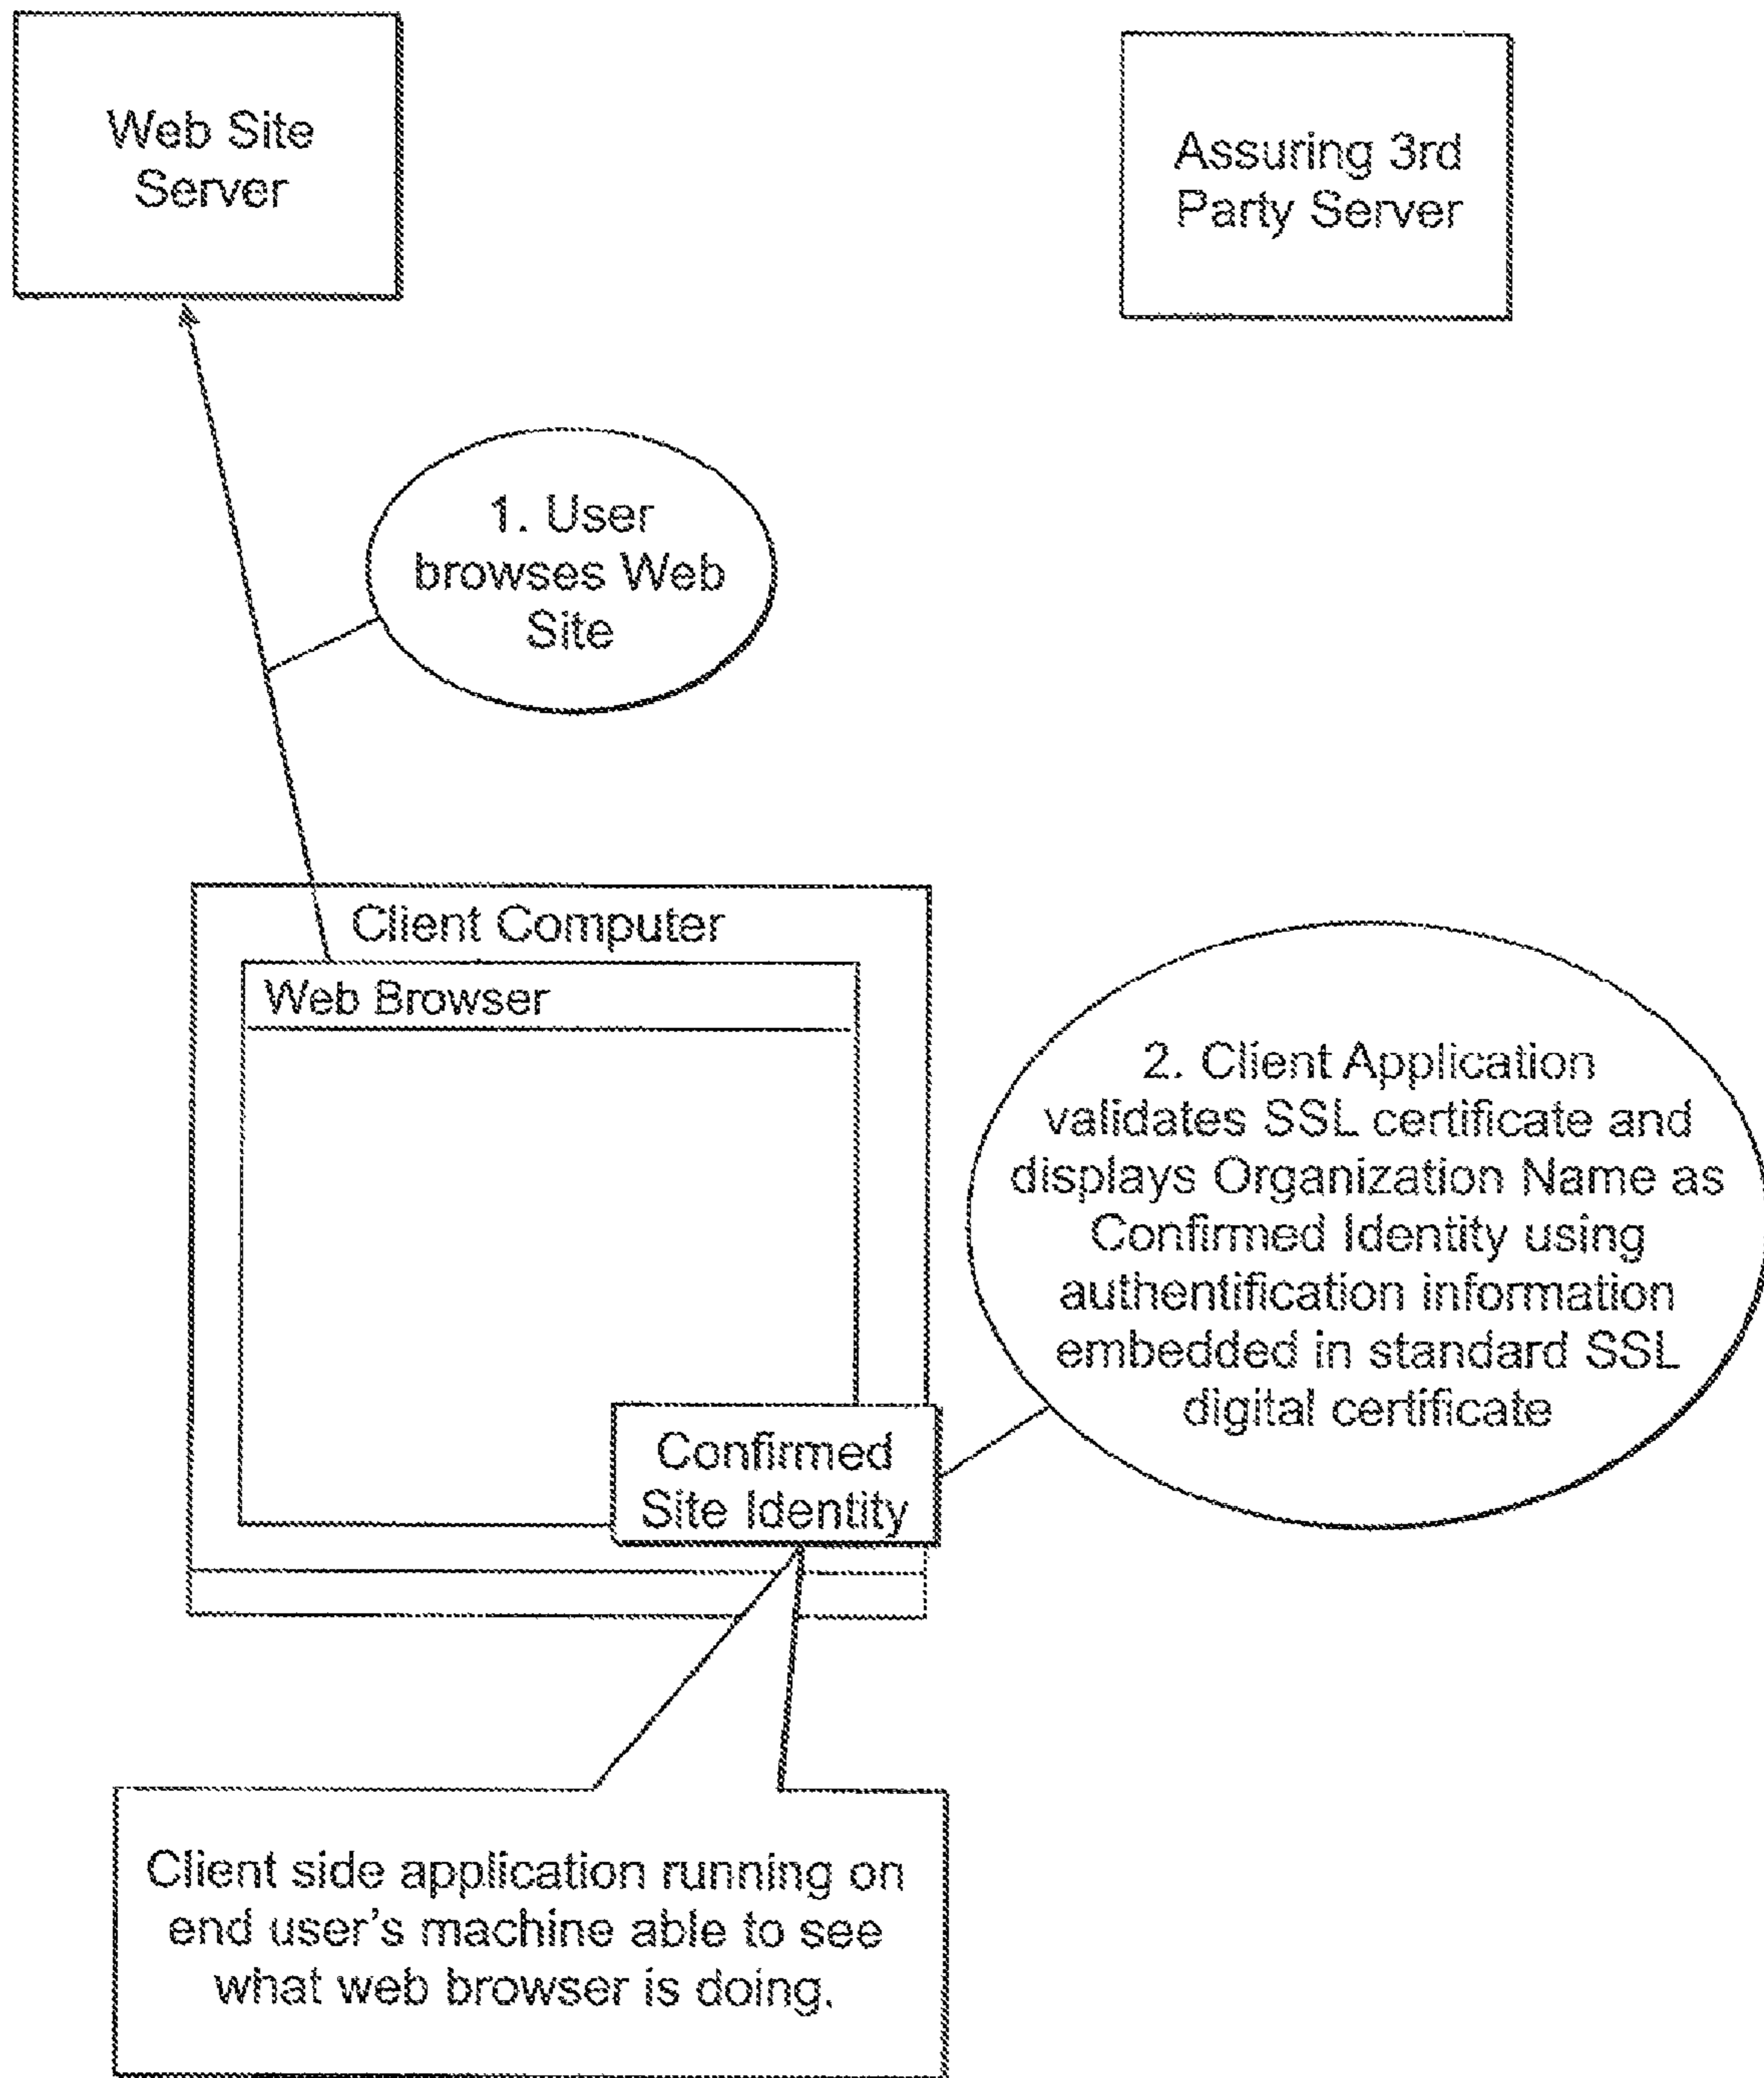 Web Site
Server
Assuring 3rd
Party Server
1. User
browses Web
Site
Client Computer
Web Browser
2. Client Application
validates SSL certificate and
displays Organization Name as
Confirmed Identity using
authentification information
embedded in standard SSL
digital certificate
Confirmed
Site Identity
Client side application running on
end user's machine able to see
what web browser is doing.